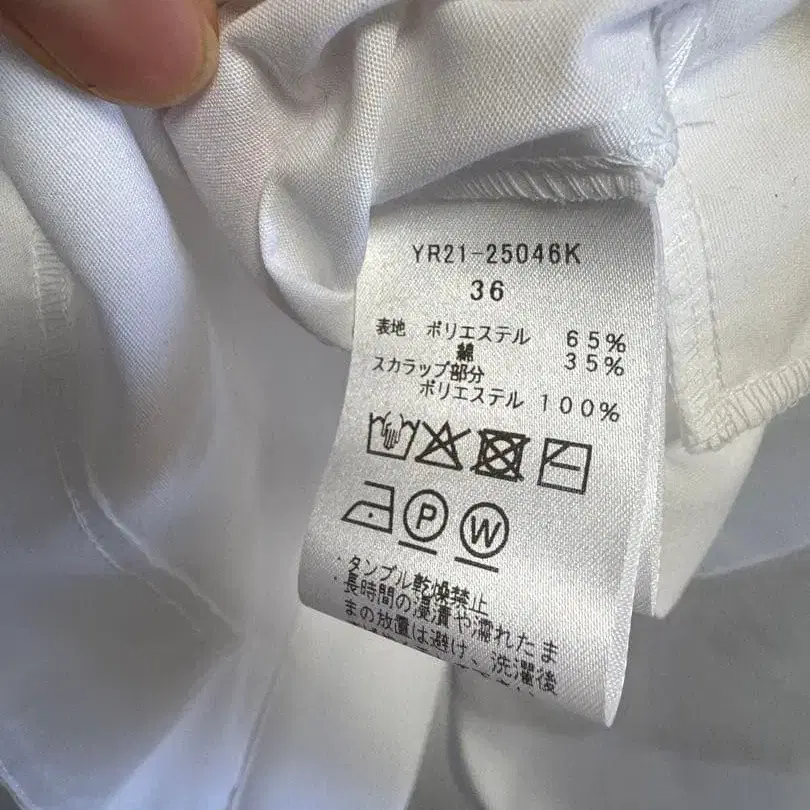 YR21-25046K
36
表地 ポリエステル 65%
綿 35%
スカラップ部分
ポリエステル 100%
P W
・タンブル乾燥禁止
・長時間の浸漬や濡れたま
まの放置は避け、洗濯後